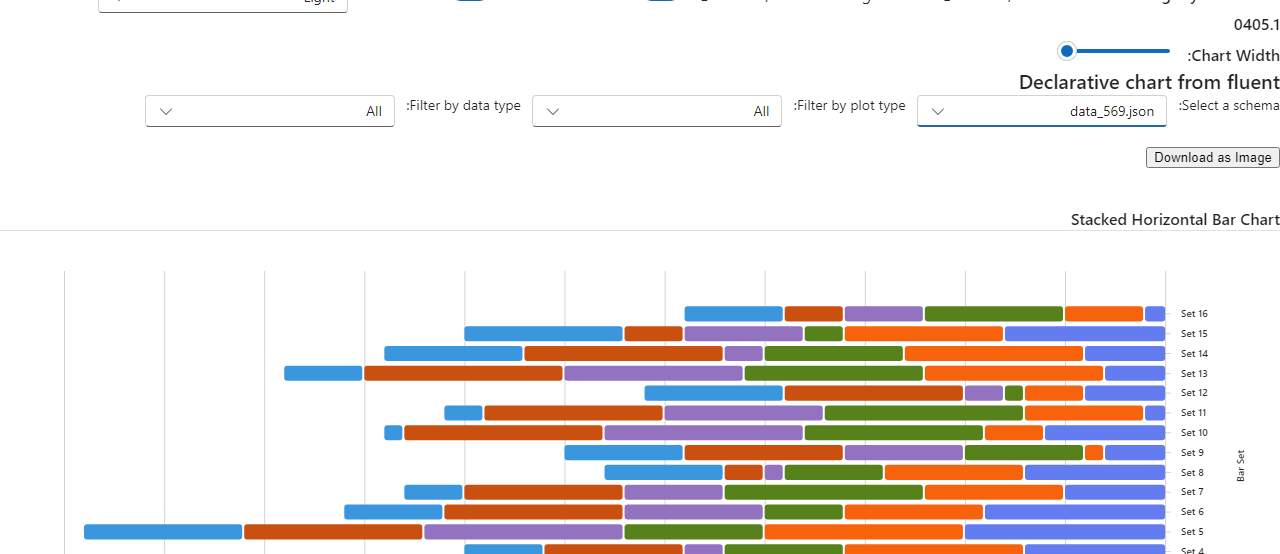 Light
0405.1
:Chart Width
Declarative chart from fluent
:Select a schema data_569.json :Filter by plot type All :Filter by data type All
Download as Image
Stacked Horizontal Bar Chart
Set 16
Set 15
Set 14
Set 13
Set 12
Set 11
Set 10
Set 9
Set 8
Set 7
Set 6
Set 5
Set 4
Bar Set